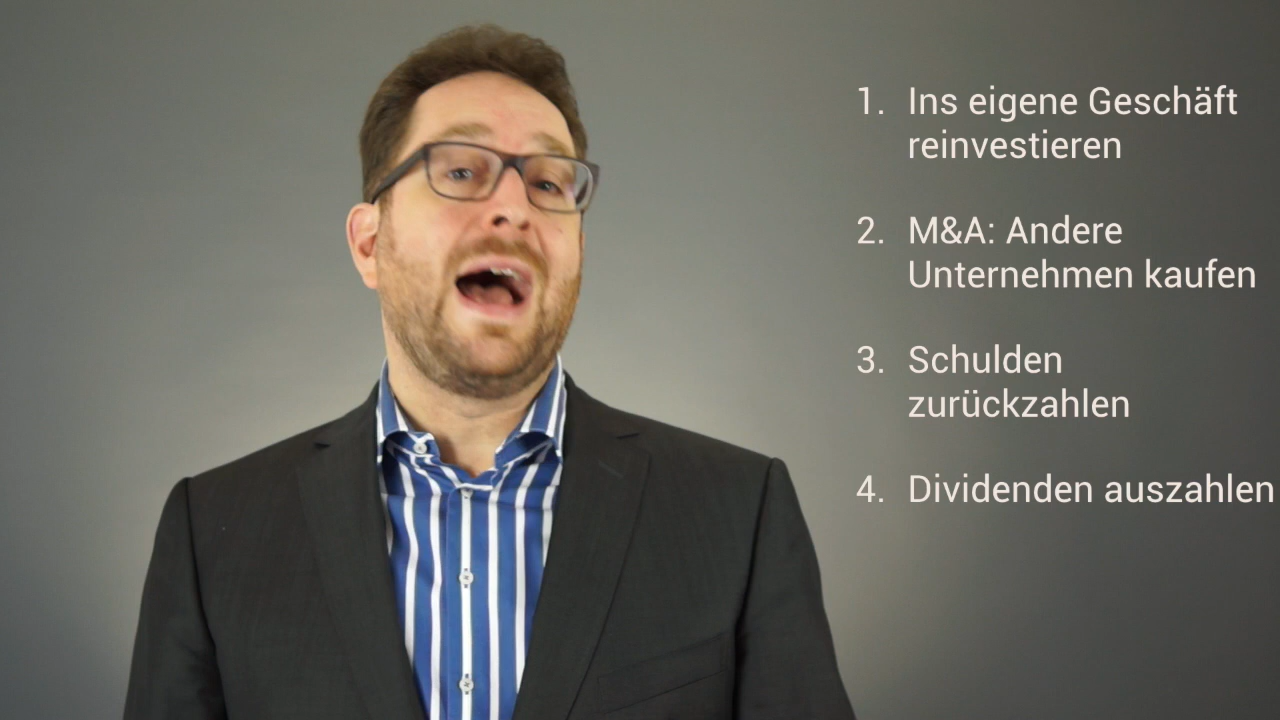 1. Ins eigene Geschäft
reinvestieren
2. M&A: Andere
Unternehmen kaufen
3. Schulden
zurückzahlen
4. Dividenden auszahlen